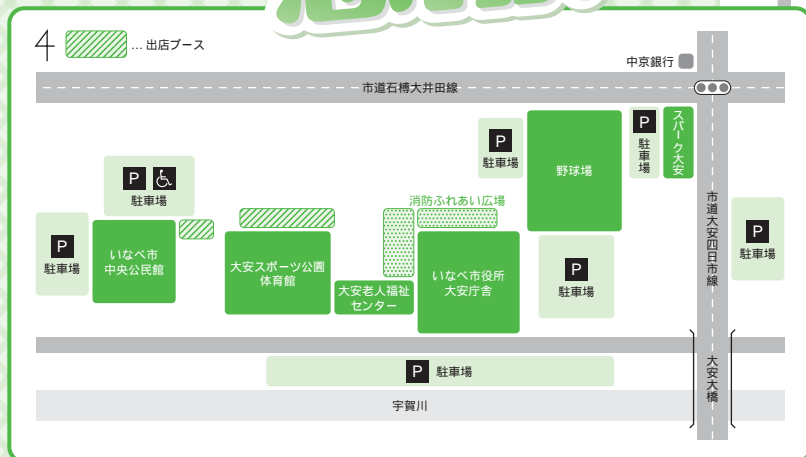 … 出店ブース
中京銀行
市道石榑大井田線
P
駐車場
野球場
P
駐車場
スパーク大安
P
駐車場
消防ふれあい広場
P
駐車場
いなべ市
中央公民館
大安スポーツ公園
体育館
大安老人福祉
センター
いなべ市役所
大安庁舎
P
駐車場
市道大安四日市線
P
駐車場
P 駐車場
大安大橋
宇賀川